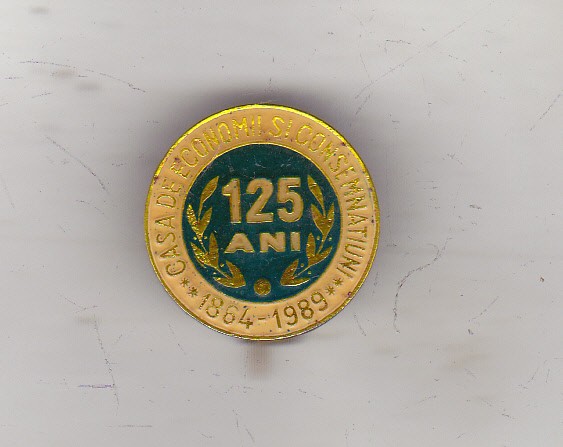 CASA DE ECONOMII SI CONSEMNATIUNI
125
ANI
**1864-1989**